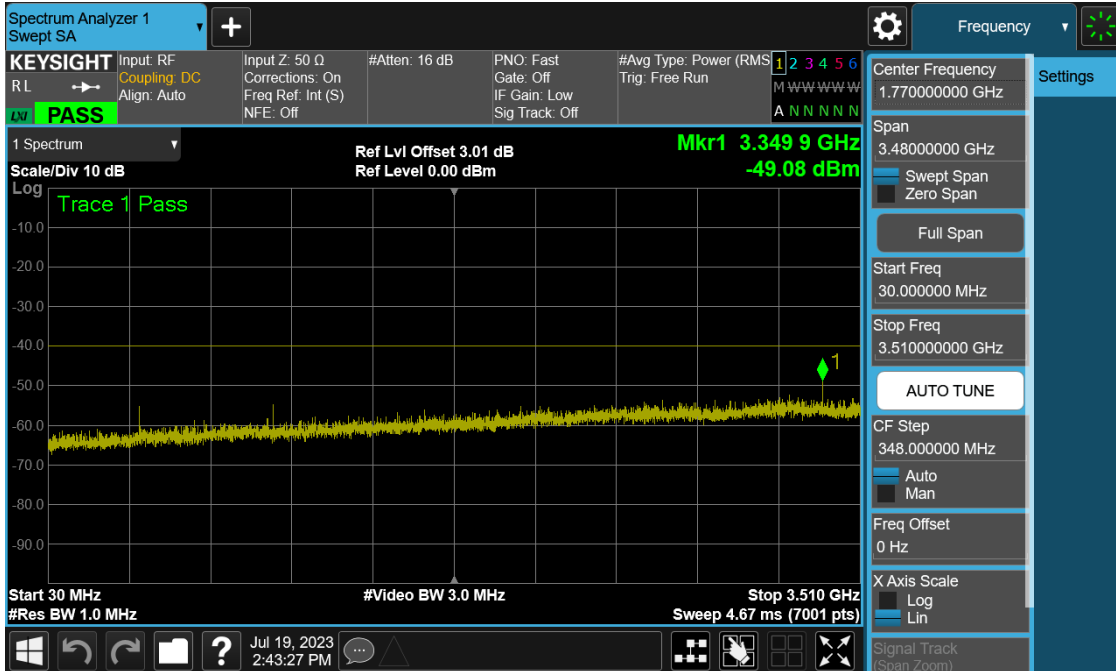 Spectrum Analyzer 1
Swept SA
+
Frequency
KEYSIGHT
R L
LXI PASS
Input: RF
Coupling: DC
Align: Auto
Input Z: 50 Ω
Corrections: On
Freq Ref: Int (S)
NFE: Off
#Atten: 16 dB
PNO: Fast
Gate: Off
IF Gain: Low
Sig Track: Off
#Avg Type: Power (RMS
Trig: Free Run
1 2 3 4 5 6
M W W W W W
A N N N N N
1 Spectrum
Scale/Div 10 dB
Ref Lvl Offset 3.01 dB
Ref Level 0.00 dBm
Mkr1 3.349 9 GHz
-49.08 dBm
Log
Trace 1 Pass
-10.0
-20.0
-30.0
-40.0
-50.0
-60.0
-70.0
-80.0
-90.0
1
Start 30 MHz
#Res BW 1.0 MHz
#Video BW 3.0 MHz
Stop 3.510 GHz
Sweep 4.67 ms (7001 pts)
?
Jul 19, 2023
2:43:27 PM
Center Frequency
1.770000000 GHz
Span
3.48000000 GHz
Swept Span
Zero Span
Full Span
Start Freq
30.000000 MHz
Stop Freq
3.510000000 GHz
AUTO TUNE
CF Step
348.000000 MHz
Auto
Man
Freq Offset
0 Hz
X Axis Scale
Log
Lin
Signal Track
(Span Zoom)
Settings